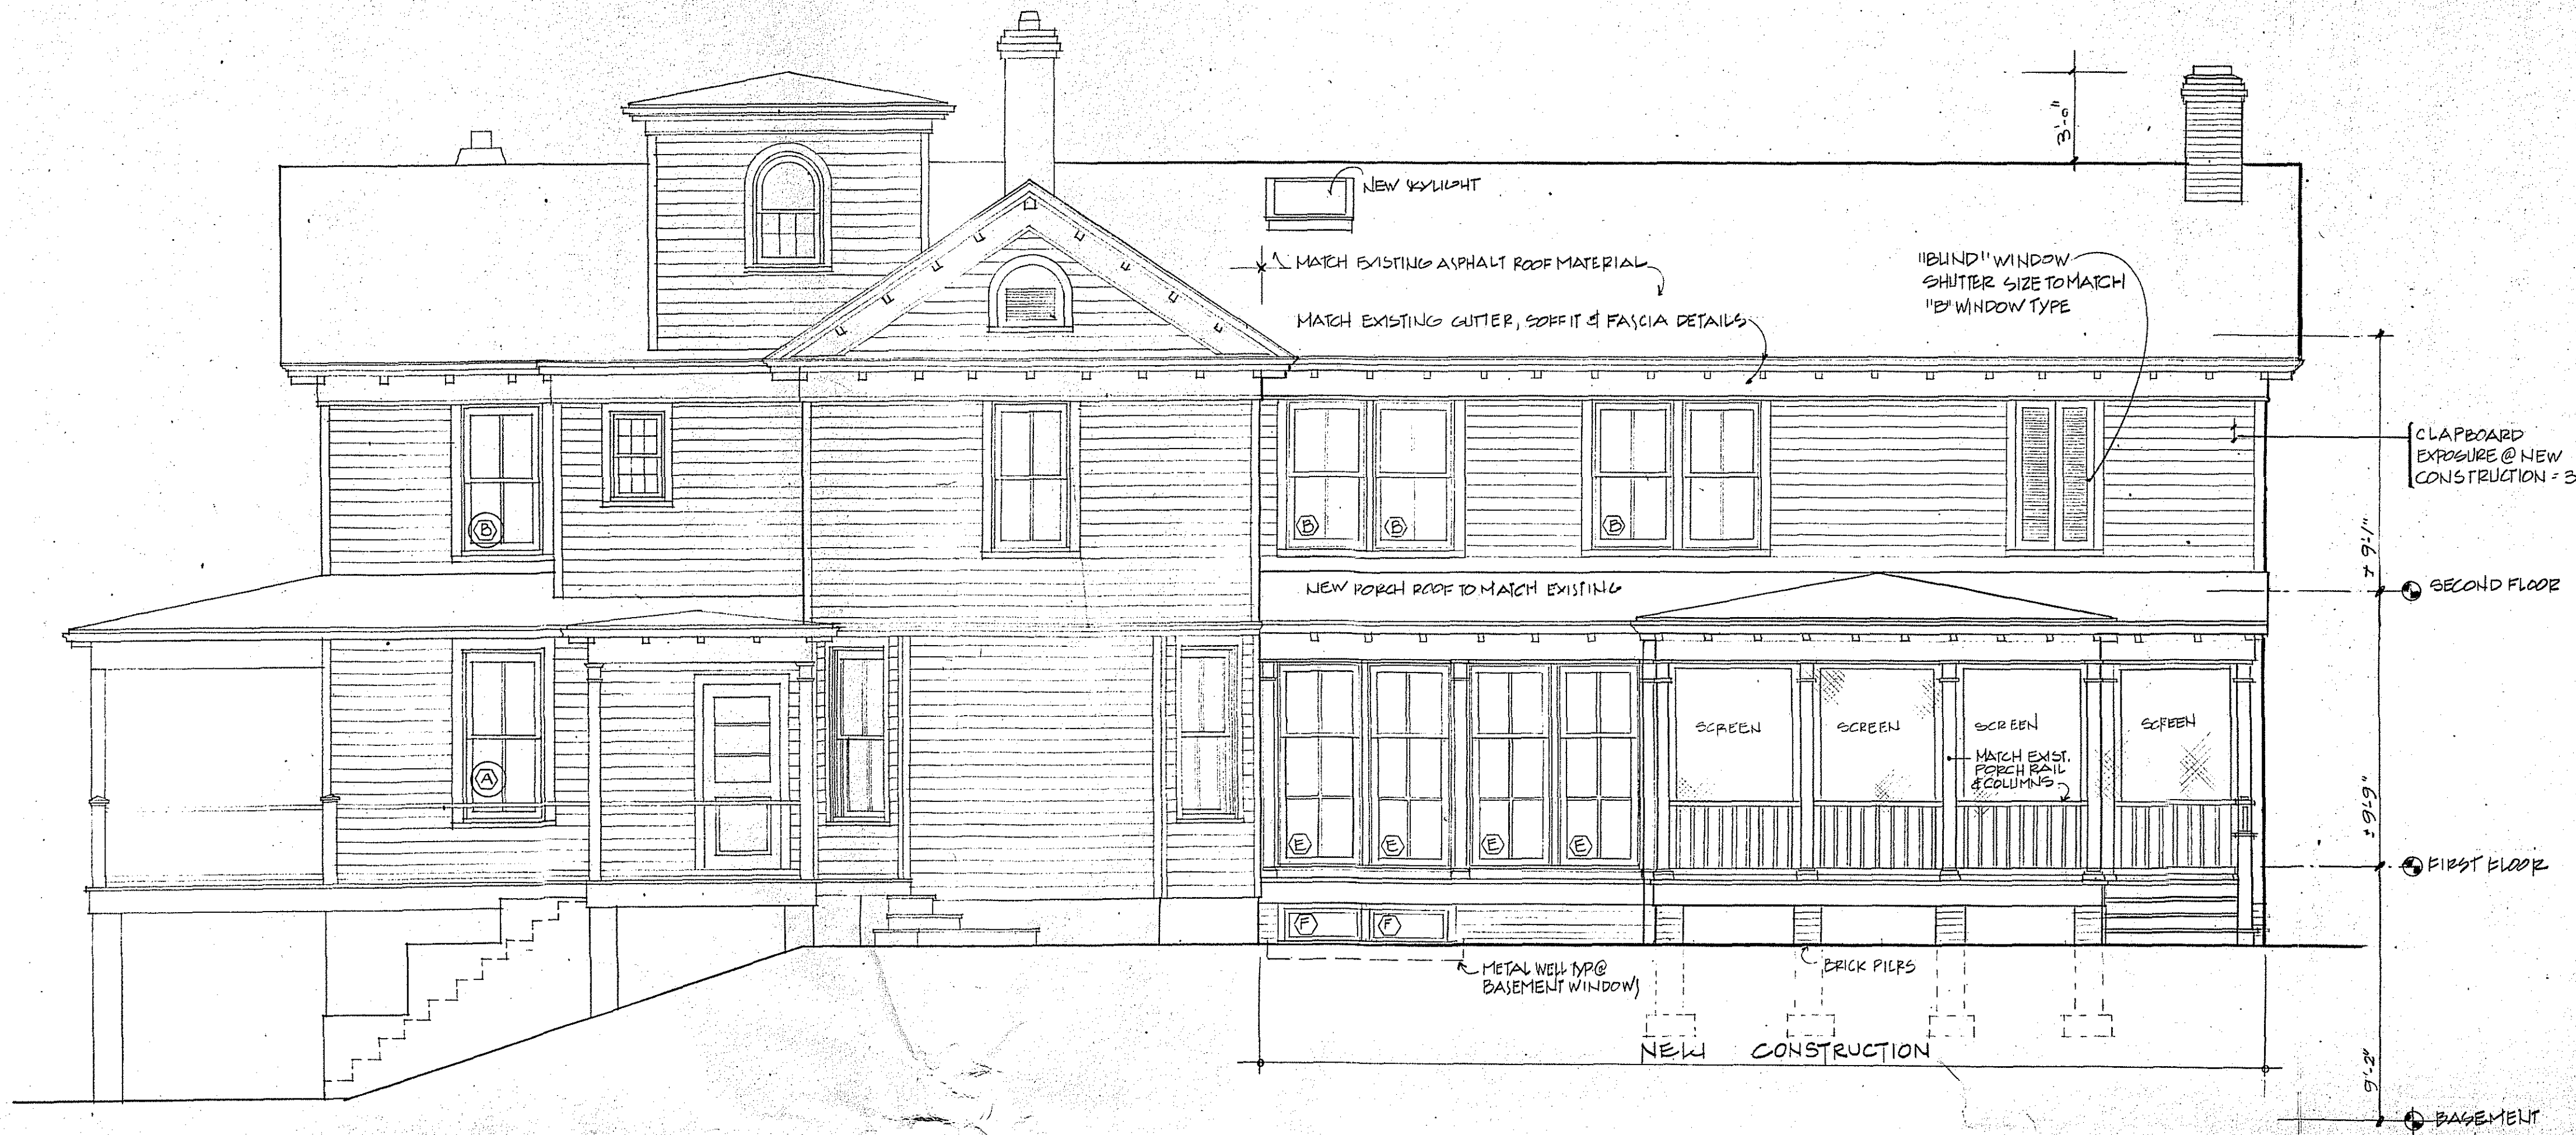 3'-0"
NEW SKYLIGHT
MATCH EXISTING ASPHALT ROOF MATERIAL
"BLIND" WINDOW
SHUTTER SIZE TO MATCH
"B" WINDOW TYPE
MATCH EXISTING GUTTER, SOFFIT & FASCIA DETAILS
CLAPBOARD
EXPOSURE @ NEW
CONSTRUCTION = 3
B
B
B
B
± 9'-1"
NEW PORCH ROOF TO MATCH EXISTING
SECOND FLOOR
SCREEN
SCREEN
SCREEN
SCREEN
MATCH EXIST.
PORCH RAIL
& COLUMNS
A
± 9'-6"
E
E
E
E
FIRST FLOOR
F
F
METAL WELL TYP @
BASEMENT WINDOWS
BRICK PIERS
NEW CONSTRUCTION
BASEMENT